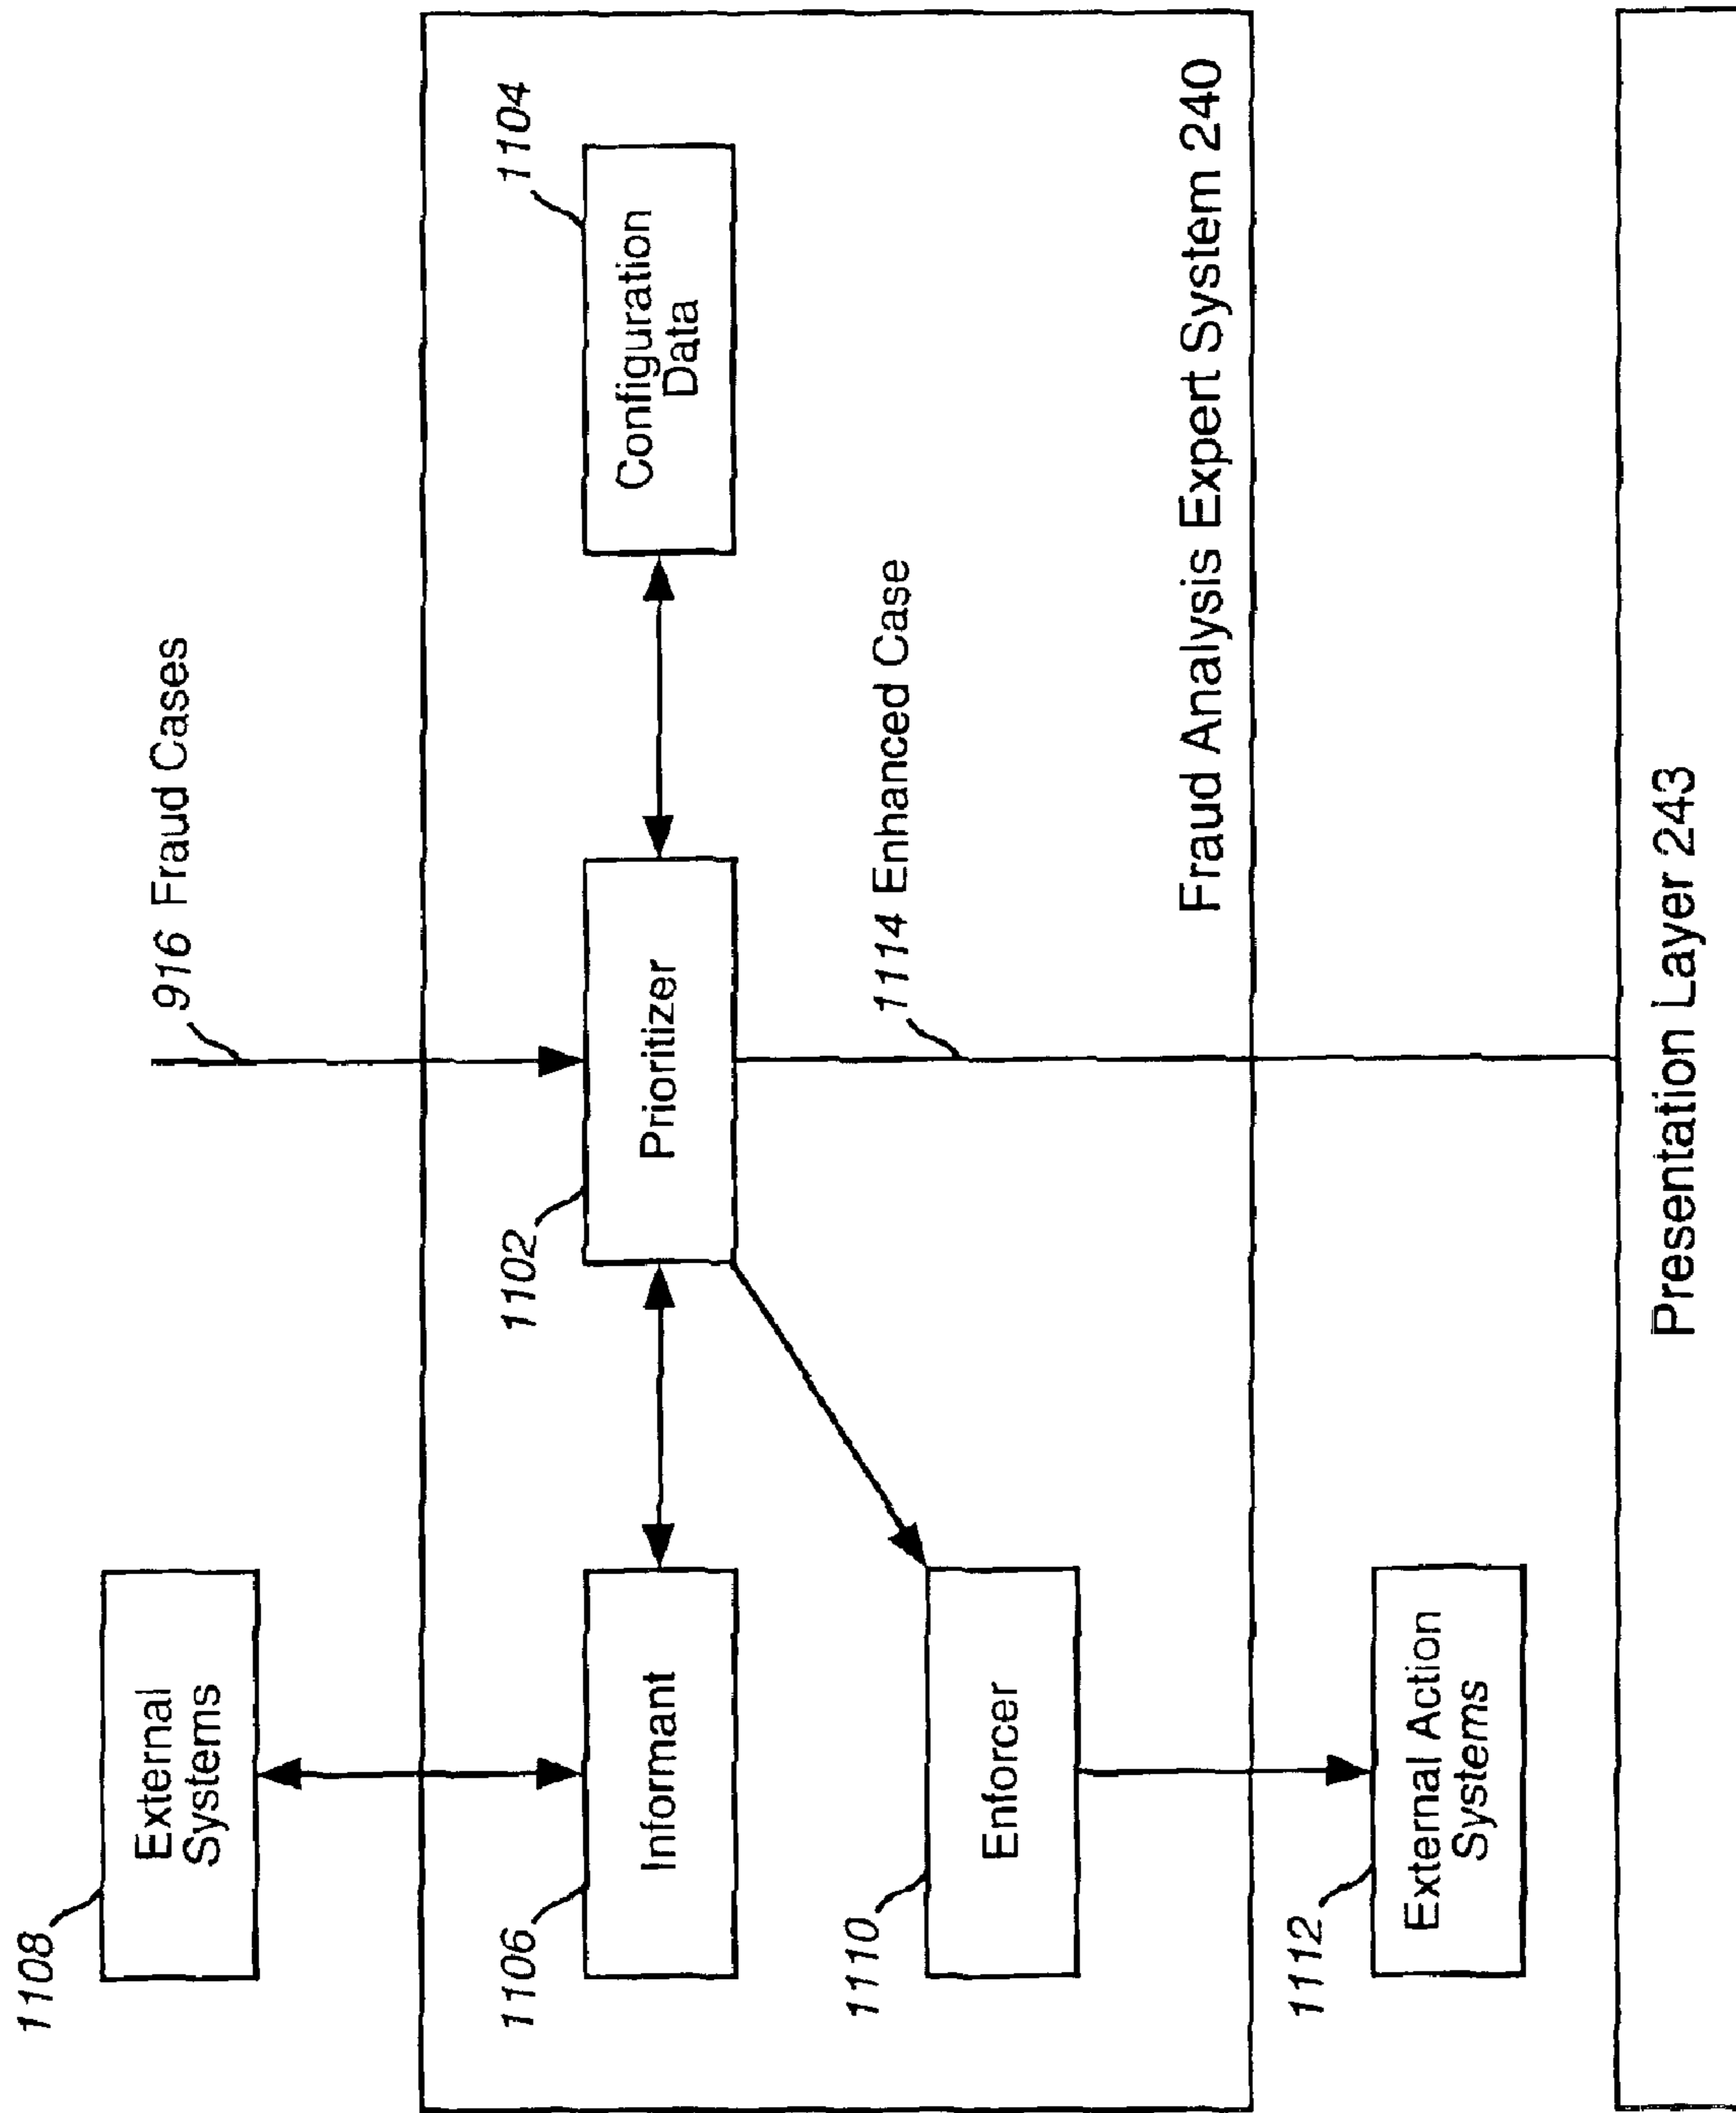 916 Fraud Cases
1108
External
Systems
1106
Informant
1102
Prioritizer
1104
Configuration
Data
1110
Enforcer
1114 Enhanced Case
Fraud Analysis Expert System 240
1112
External Action
Systems
Presentation Layer 243